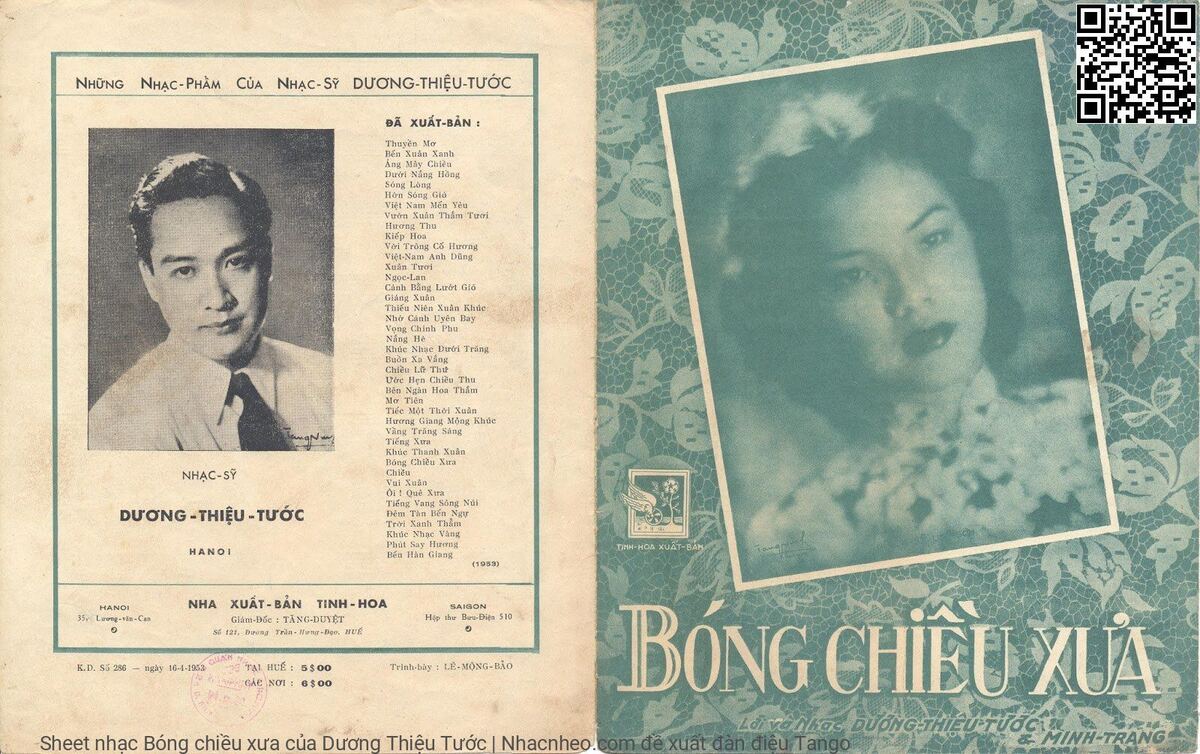 NHỮNG NHẠC-PHẨM CỦA NHẠC-SỸ DƯƠNG-THIỆU-TƯỚC
ĐÃ XUẤT-BẢN :
Thuyền Mơ
Bến Xuân Xanh
Áng Mây Chiều
Dưới Nắng Hồng
Sóng Lòng
Hờn Sóng Gió
Việt Nam Mến Yêu
Vườn Xuân Thắm Tươi
Hương Thu
Kiếp Hoa
Vời Trông Cố Hương
Việt-Nam Anh Dũng
Xuân Tươi
Ngọc-Lan
Cánh Bằng Lướt Gió
Giáng Xuân
Thiếu Niên Xuân Khúc
Nhờ Cánh Uyên Bay
Vọng Chinh Phu
Nắng Hè
Khúc Nhạc Dưới Trăng
Buồn Xa Vắng
Chiều Lữ Thứ
Ước Hẹn Chiều Thu
Bên Ngàn Hoa Thắm
Mơ Tiên
Tiếc Một Thời Xuân
Hương Giang Mộng Khúc
Vầng Trăng Sáng
Tiếng Xưa
Khúc Thanh Xuân
Bóng Chiều Xưa
Chiều
Vui Xuân
Ôi ! Quê Xưa
Tiếng Vang Sông Núi
Đêm Tàn Bến Ngự
Trời Xanh Thẳm
Khúc Nhạc Vàng
Phút Say Hương
Bến Hàn Giang
(1953)
NHẠC-SỸ
DƯƠNG-THIỆU-TƯỚC
HANOI
HANOI
35, Lương-văn-Can
NHA XUẤT-BẢN TINH-HOA
Giám-Đốc : TĂNG-DUYỆT
Số 121, Đường Trần-Hưng-Đạo, HUẾ
SAIGON
Hộp thư Bưu-Điện 510
K.D. Số 286 — ngày 16-4-1953
TẠI HUẾ : 5$00
CÁC NƠI : 6$00
Trình-bày : LÊ-MỘNG-BẢO
TINH-HOA XUẤT-BẢN
BÓNG CHIỀU XƯA
Lời và Nhạc DƯƠNG-THIỆU-TƯỚC
& MINH-TRANG
Sheet nhạc Bóng chiều xưa của Dương Thiệu Tước | Nhacnheo.com đề xuất đàn điệu Tango